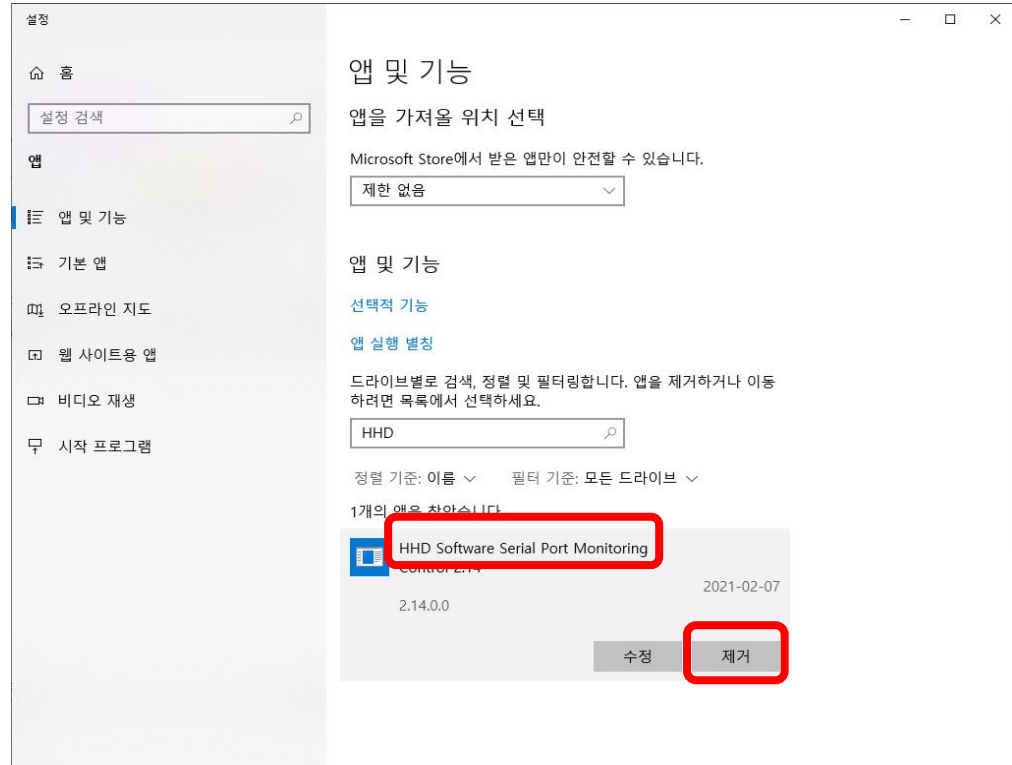 설정
홈
설정 검색
앱
앱 및 기능
기본 앱
오프라인 지도
웹 사이트용 앱
비디오 재생
시작 프로그램
앱 및 기능
앱을 가져올 위치 선택
Microsoft Store에서 받은 앱만이 안전할 수 있습니다.
제한 없음
앱 및 기능
선택적 기능
앱 실행 별칭
드라이브별로 검색, 정렬 및 필터링합니다. 앱을 제거하거나 이동
하려면 목록에서 선택하세요.
HHD
정렬 기준: 이름 필터 기준: 모든 드라이브
1개의 앱을 찾았습니다.
HHD Software Serial Port Monitoring
Control 2.14
2021-02-07
2.14.0.0
수정 제거